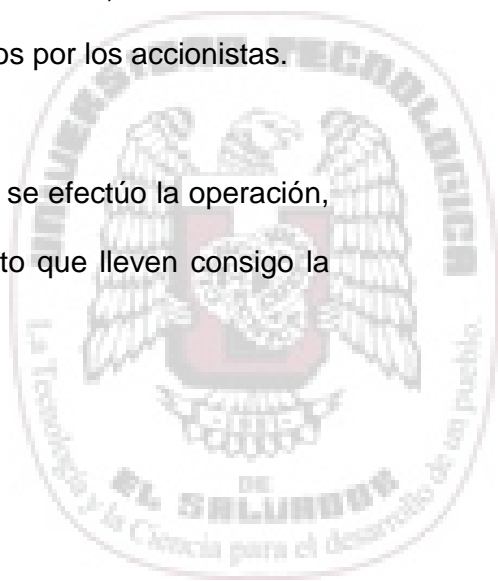 os por los accionistas.
se efectúo la operación,
to que lleven consigo la
UNIVERSIDAD TECNOLOGICA
La Tecnología y la Ciencia para el desarrollo de un pueblo.
DE
EL SALVADOR